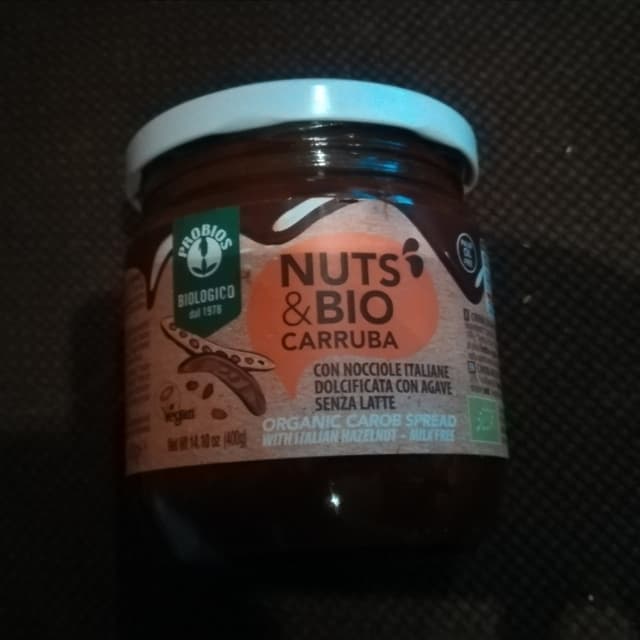 PROBIOS
BIOLOGICO
dal 1978
NUTS
&BIO
CARRUBA
CON NOCCIOLE ITALIANE
DOLCIFICATA CON AGAVE
SENZA LATTE
Vegan
ORGANIC CAROB SPREAD
WITH ITALIAN HAZELNUT - MILK FREE
Net Wt 14.10 oz (400g)